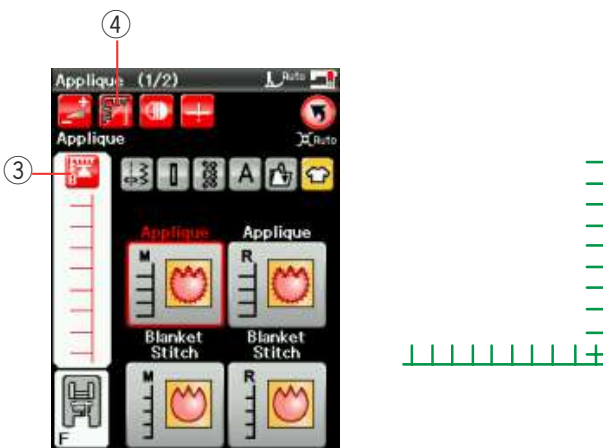 ④
Applique (1/2) Auto
Applique Auto
③
A
Applique Applique
M R
Blanket Stitch Blanket Stitch
M R
F